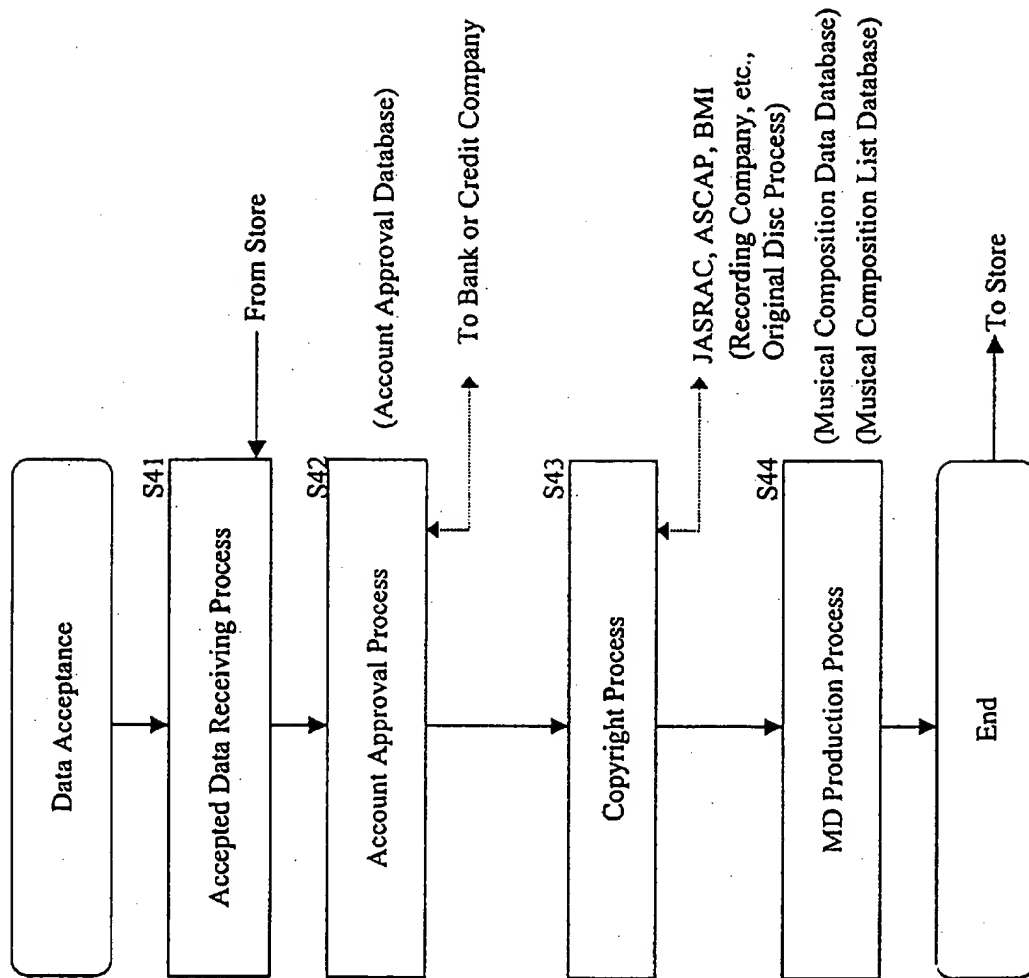 Data Acceptance
S41
Accepted Data Receiving Process
From Store
S42
Account Approval Process
(Account Approval Database)
To Bank or Credit Company
S43
Copyright Process
JASRAC, ASCAP, BMI
(Recording Company, etc.,
Original Disc Process)
S44
MD Production Process
(Musical Composition Data Database)
(Musical Composition List Database)
End
To Store